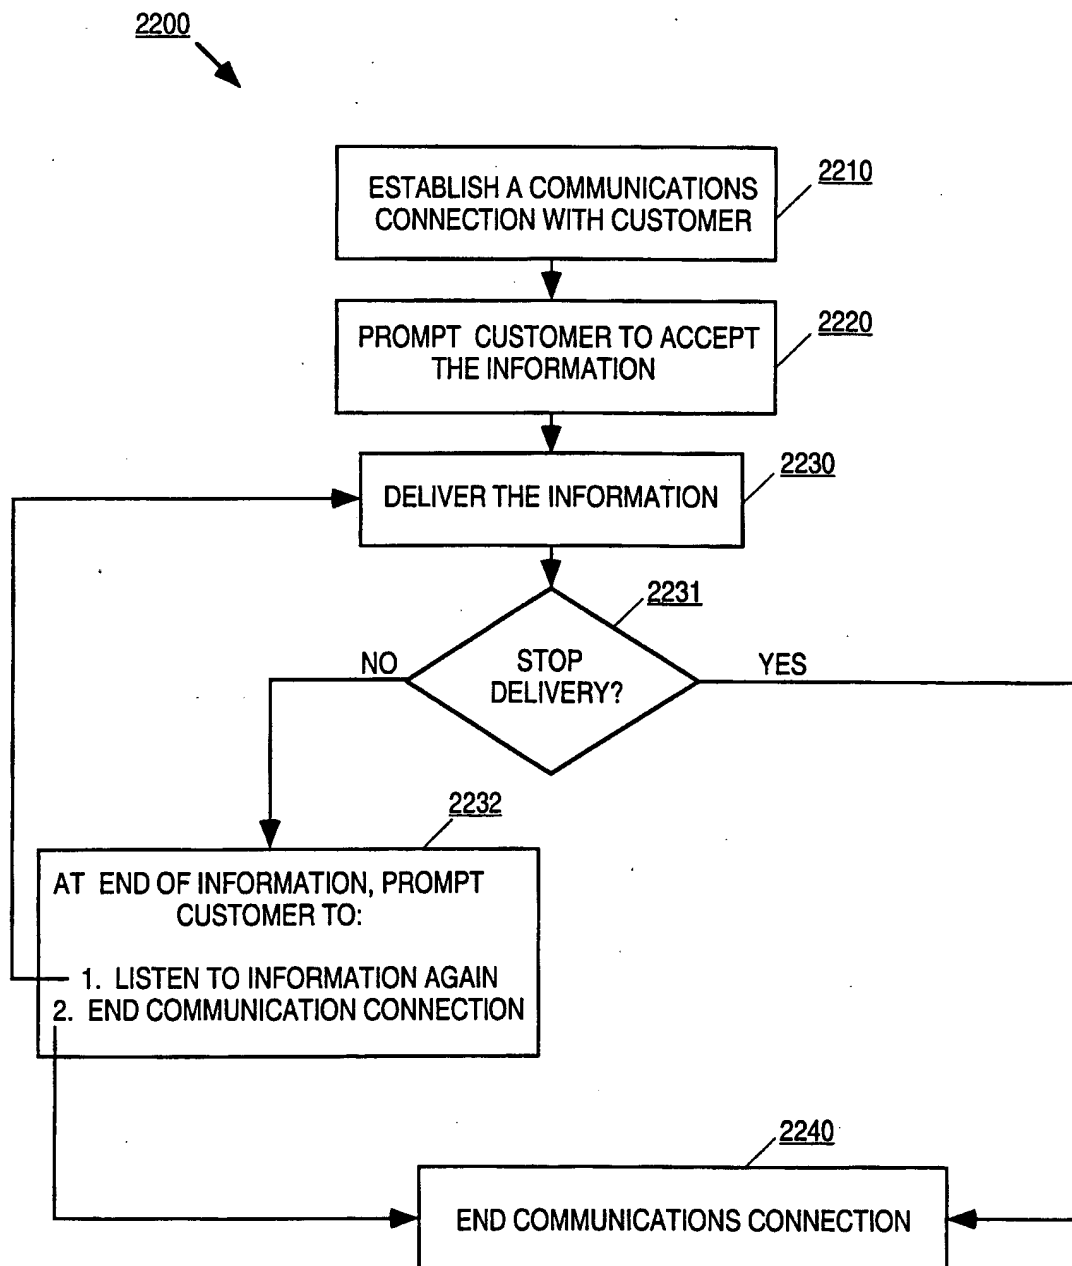 2200
ESTABLISH A COMMUNICATIONS
CONNECTION WITH CUSTOMER
2210
PROMPT CUSTOMER TO ACCEPT
THE INFORMATION
2220
DELIVER THE INFORMATION
2230
STOP
DELIVERY?
2231
NO
YES
2232
AT END OF INFORMATION, PROMPT
CUSTOMER TO:
1. LISTEN TO INFORMATION AGAIN
2. END COMMUNICATION CONNECTION
2240
END COMMUNICATIONS CONNECTION